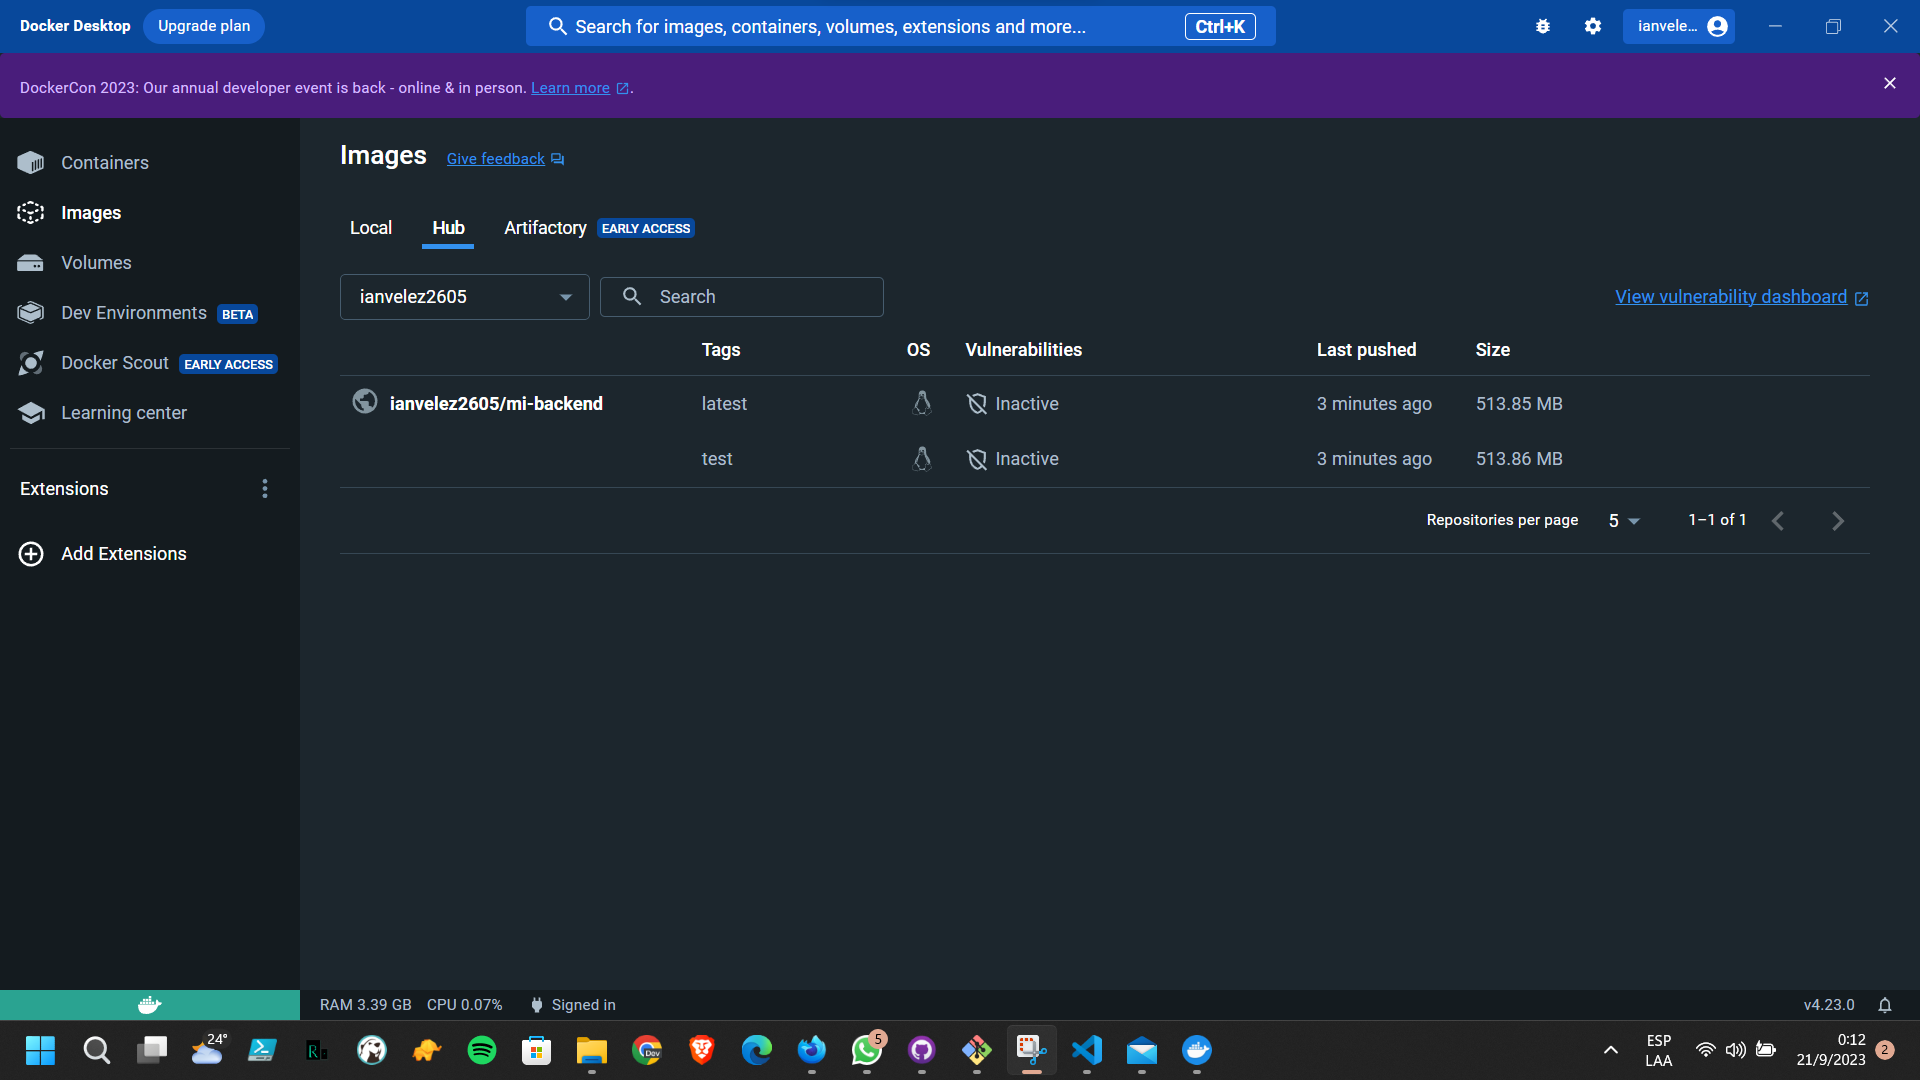 Docker Desktop Upgrade plan Search for images, containers, volumes, extensions and more... Ctrl+K ianvele...
DockerCon 2023: Our annual developer event is back - online & in person. Learn more .
Containers
Images
Volumes
Dev Environments BETA
Docker Scout EARLY ACCESS
Learning center
Extensions
Add Extensions
Images Give feedback
Local Hub Artifactory EARLY ACCESS
ianvelez2605 Search View vulnerability dashboard
Tags OS Vulnerabilities Last pushed Size
ianvelez2605/mi-backend latest Inactive 3 minutes ago 513.85 MB
test Inactive 3 minutes ago 513.86 MB
Repositories per page 5 1–1 of 1
RAM 3.39 GB CPU 0.07% Signed in v4.23.0
24° R Dev 5 ESP 0:12 2
LAA 21/9/2023